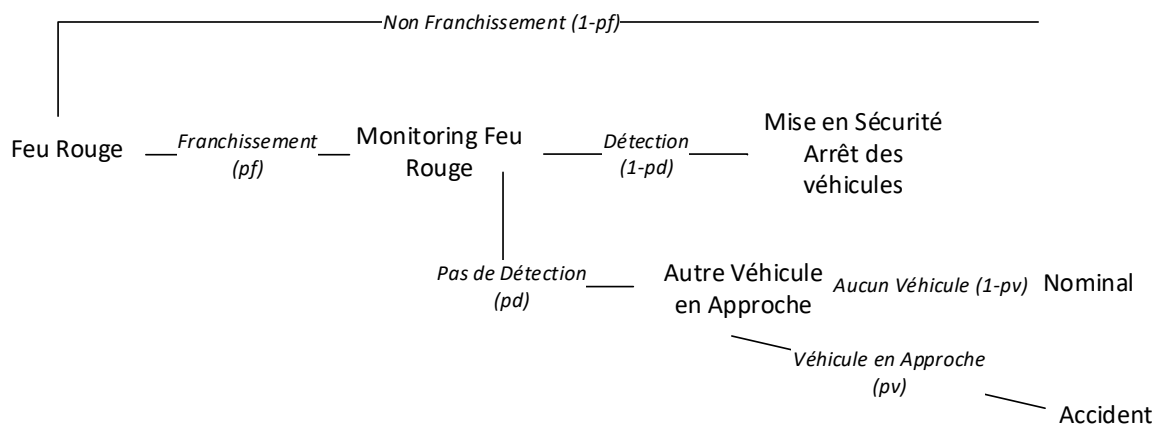 Non Franchissement (1-pf)
Feu Rouge
Franchissement
(pf)
Monitoring Feu
Rouge
Détection
(1-pd)
Mise en Sécurité
Arrêt des
véhicules
Pas de Détection
(pd)
Autre Véhicule
en Approche
Aucun Véhicule (1-pv)
Nominal
Véhicule en Approche
(pv)
Accident